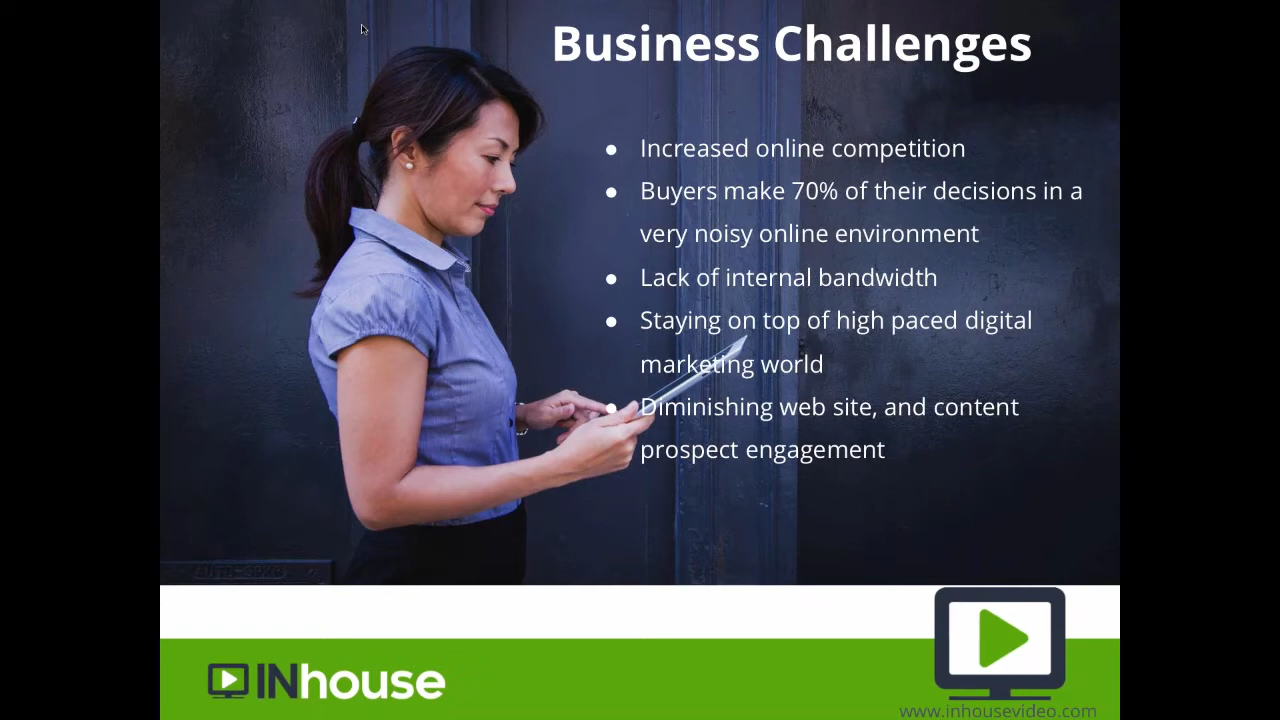 Business Challenges
● Increased online competition
● Buyers make 70% of their decisions in a
very noisy online environment
● Lack of internal bandwidth
● Staying on top of high paced digital
marketing world
● Diminishing web site, and content
prospect engagement
INhouse
www.inhousevideo.com